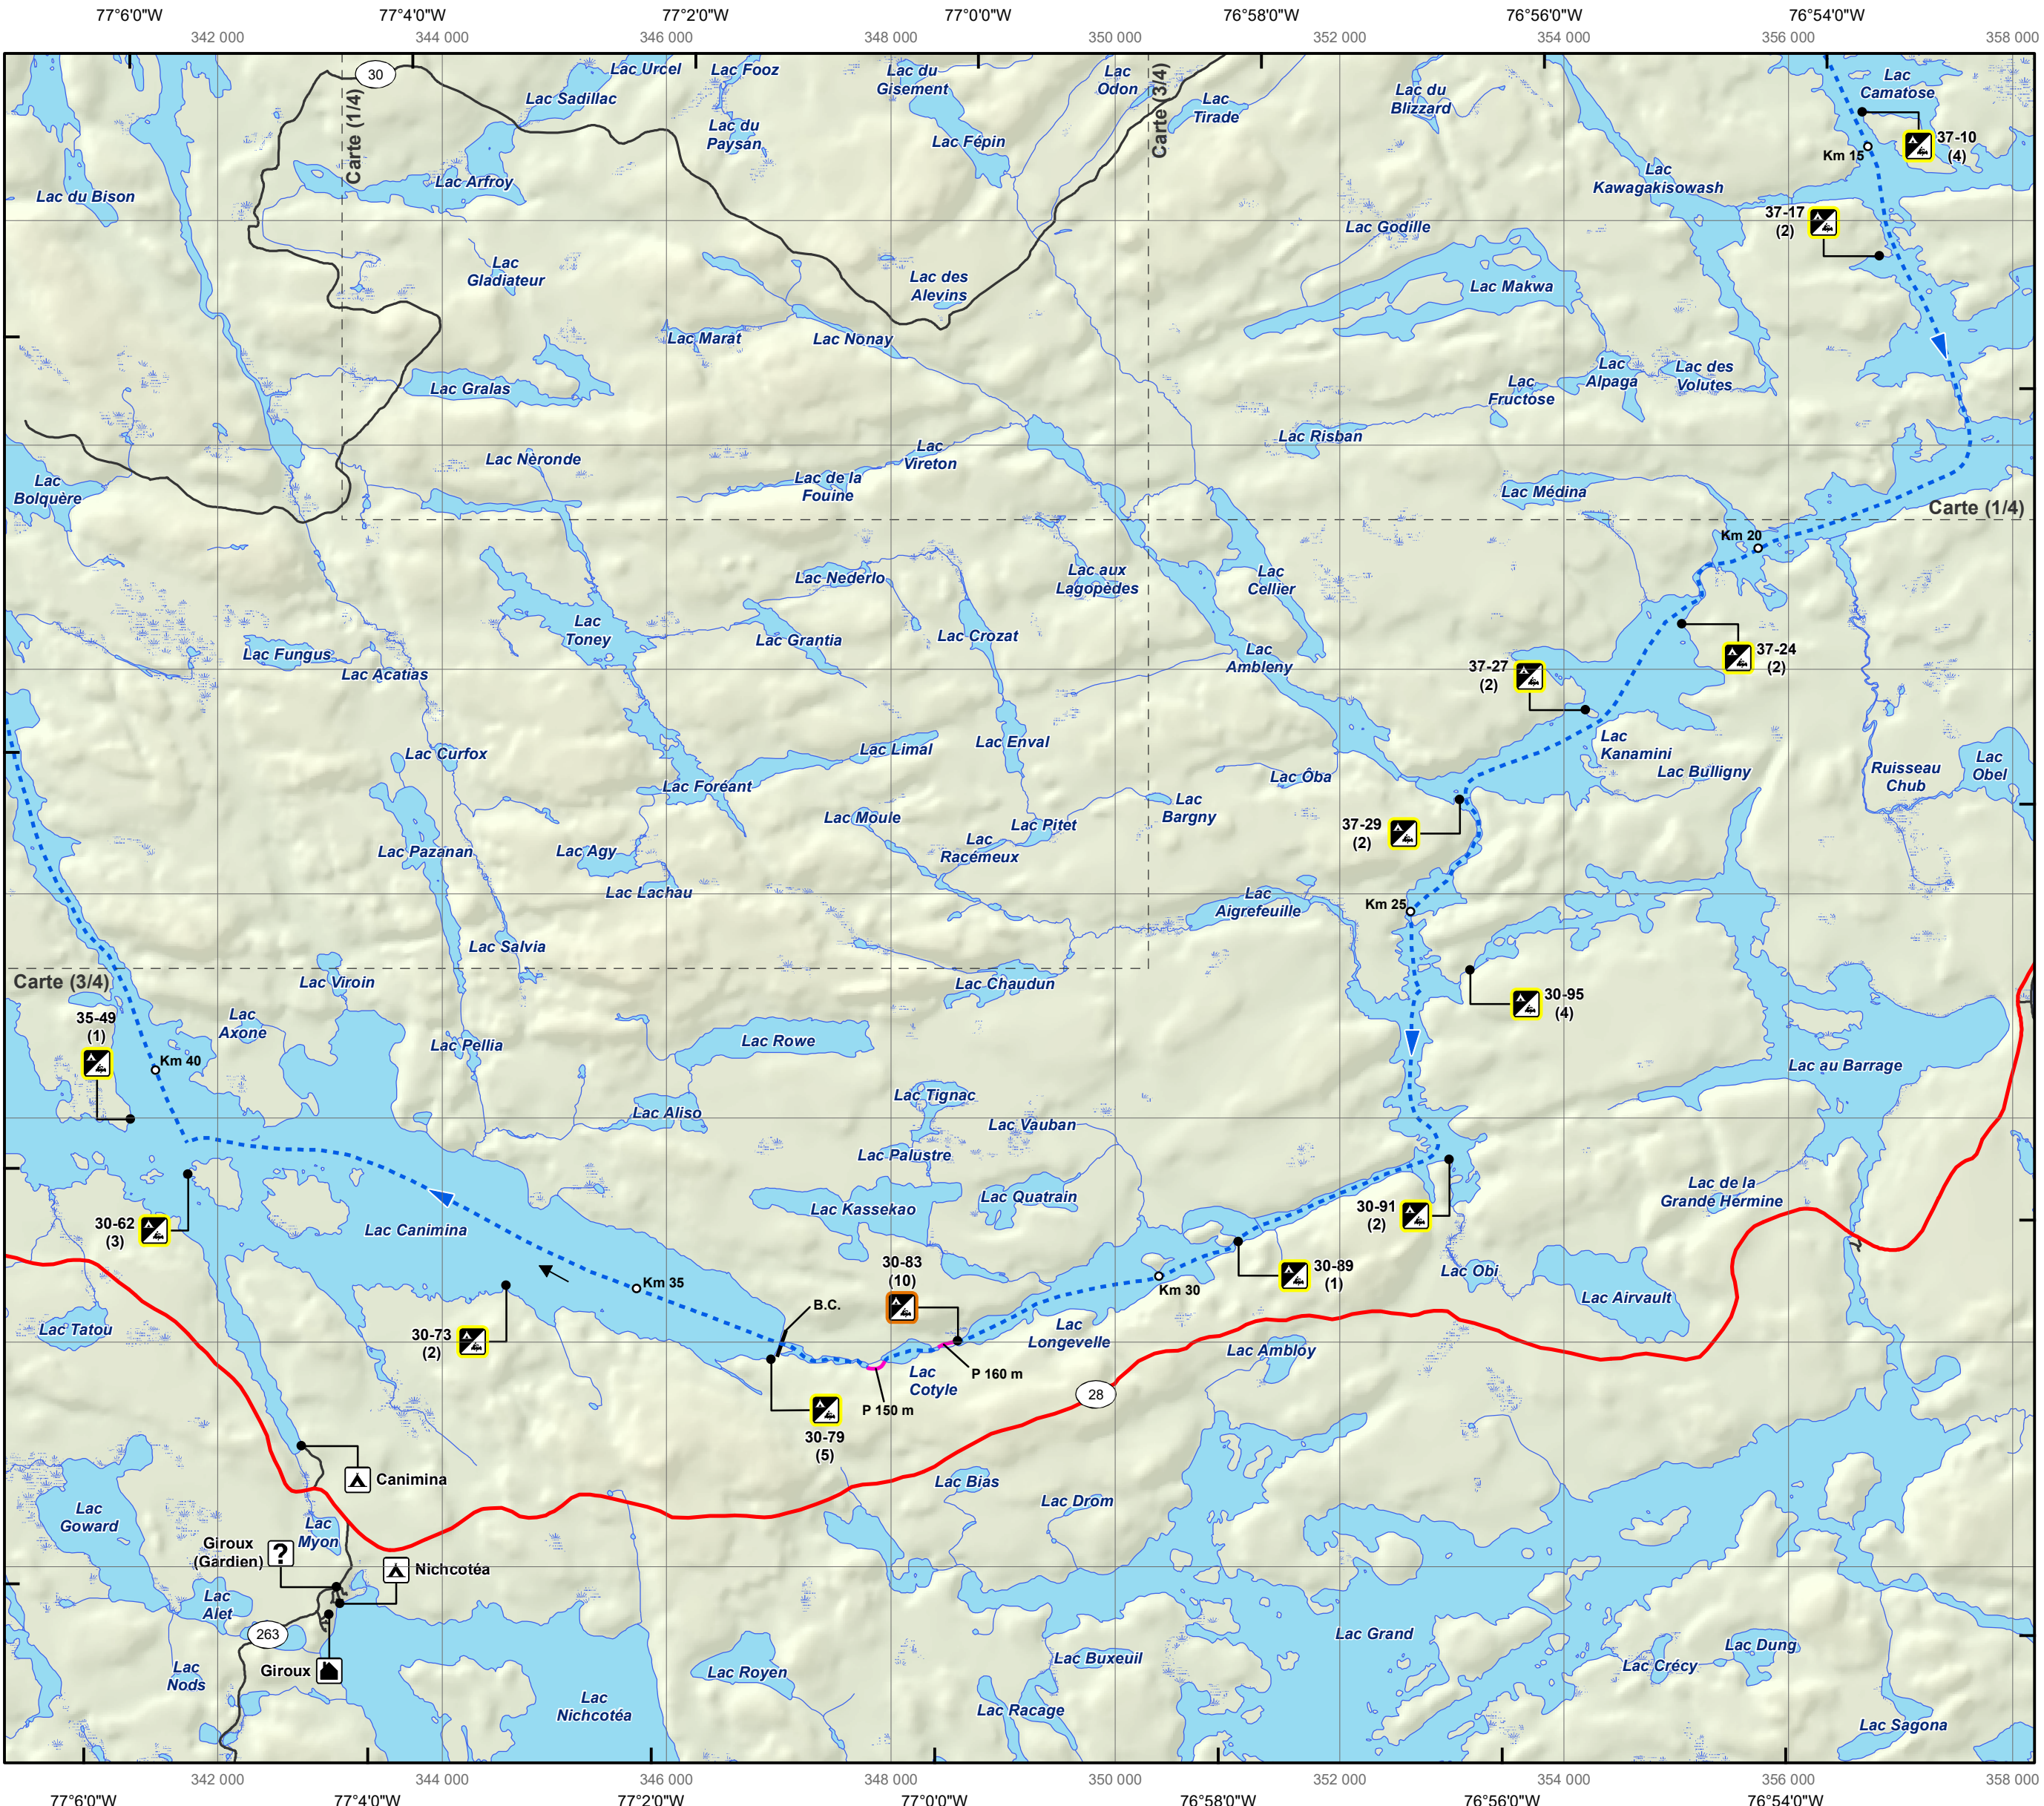 77°6'0"W 77°4'0"W 77°2'0"W 77°0'0"W 76°58'0"W 76°56'0"W 76°54'0"W
342 000 344 000 346 000 348 000 350 000 352 000 354 000 356 000 358 000
30
Carte (1/4)
Lac Urcel
Lac Fooz
Lac du
Gisement
Lac
Odon
Carte (3/4)
Lac Sadillac
Lac du
Paysan
Lac Fépin
Lac
Tirade
Lac du
Blizzard
Lac
Camatose
37-10
(4)
Km 15
Lac du Bison
Lac Arfroy
Lac
Kawagakisowash
37-17
(2)
Lac Godille
Lac
Gladiateur
Lac des
Alevins
Lac Makwa
Lac Marat
Lac Nonay
Lac Gralas
Lac
Fructose
Lac
Alpaga
Lac des
Volutes
Lac Risban
Lac
Bolquère
Lac Nèronde
Lac de la
Fouine
Lac
Vireton
Lac Médina
Carte (1/4)
Km 20
Lac Nederlo
Lac aux
Lagopèdes
Lac
Cellier
Lac
Toney
Lac Fungus
Lac Acatias
Lac Grantia
Lac Crozat
Lac
Ambleny
37-24
(2)
37-27
(2)
Lac
Kanamini
Lac Curfox
Lac Limal
Lac Enval
Lac Ôba
Lac Bulligny
Ruisseau
Chub
Lac
Obel
Lac Foréant
Lac Moule
Lac
Racémeux
Lac Pitet
Lac
Bargny
37-29
(2)
Lac Pazanan
Lac Agy
Lac Lachau
Lac
Aigrefeuille
Km 25
Lac Salvia
Carte (3/4)
Lac Viroin
Lac Chaudun
30-95
(4)
35-49
(1)
Lac
Axone
Km 40
Lac Pellia
Lac Rowe
Lac au Barrage
Lac Aliso
Lac Tignac
Lac Vauban
Lac Palustre
Lac Quatrain
Lac Kassekao
Lac de la
Grande Hermine
30-62
(3)
Lac Canimina
30-91
(2)
30-83
(10)
30-89
(1)
Km 35
Km 30
Lac Obi
Lac Airvault
B.C.
Lac Tatou
30-73
(2)
Lac
Longevelle
Lac Ambloy
Lac
Cotyle
P 160 m
P 150 m
28
30-79
(5)
Canimina
Lac Bias
Lac Drom
Lac
Goward
Lac
Myon
Giroux
(Gardien)
?
Nichcotéa
Lac
Alet
263
Giroux
Lac
Nods
Lac
Nichcotéa
Lac Royen
Lac Buxeuil
Lac Racage
Lac Grand
Lac Crécy
Lac Dung
Lac Sagona
342 000 344 000 346 000 348 000 350 000 352 000 354 000 356 000 358 000
77°6'0"W 77°4'0"W 77°2'0"W 77°0'0"W 76°58'0"W 76°56'0"W 76°54'0"W